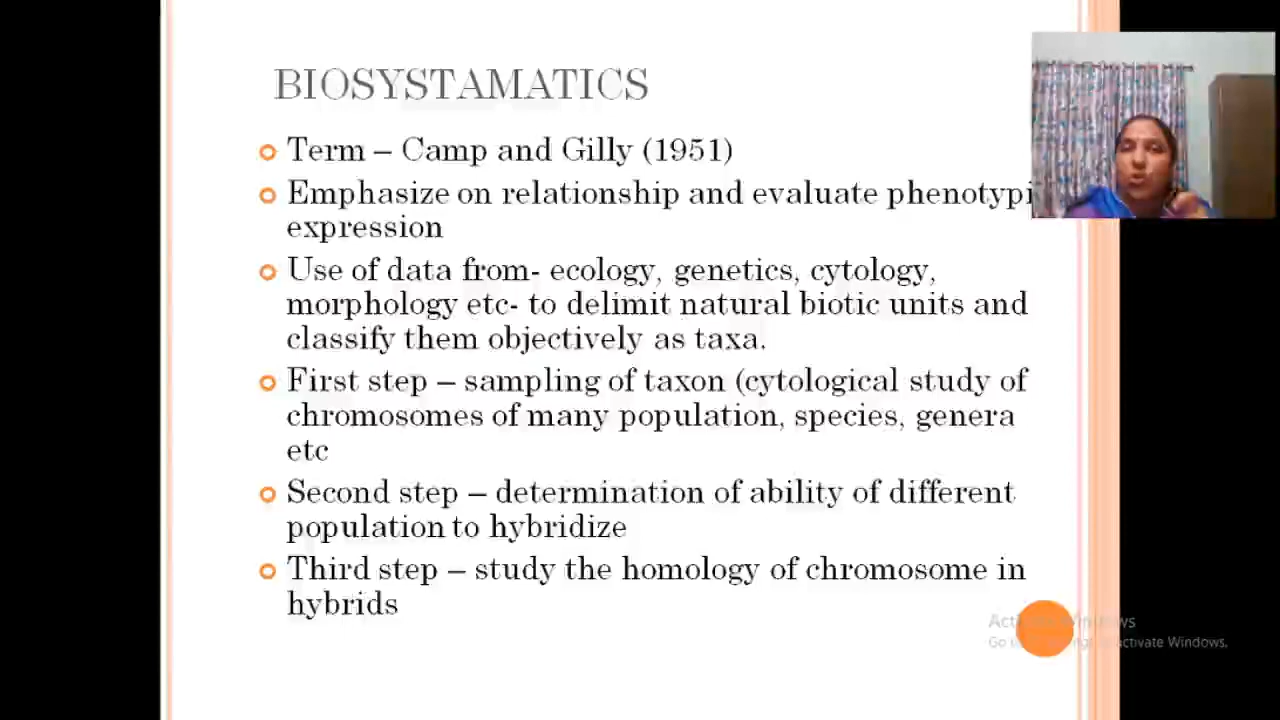 BIOSYSTAMATICS
Term – Camp and Gilly (1951)
Emphasize on relationship and evaluate phenotypi
expression
Use of data from- ecology, genetics, cytology,
morphology etc- to delimit natural biotic units and
classify them objectively as taxa.
First step – sampling of taxon (cytological study of
chromosomes of many population, species, genera
etc
Second step – determination of ability of different
population to hybridize
Third step – study the homology of chromosome in
hybrids
Windows.